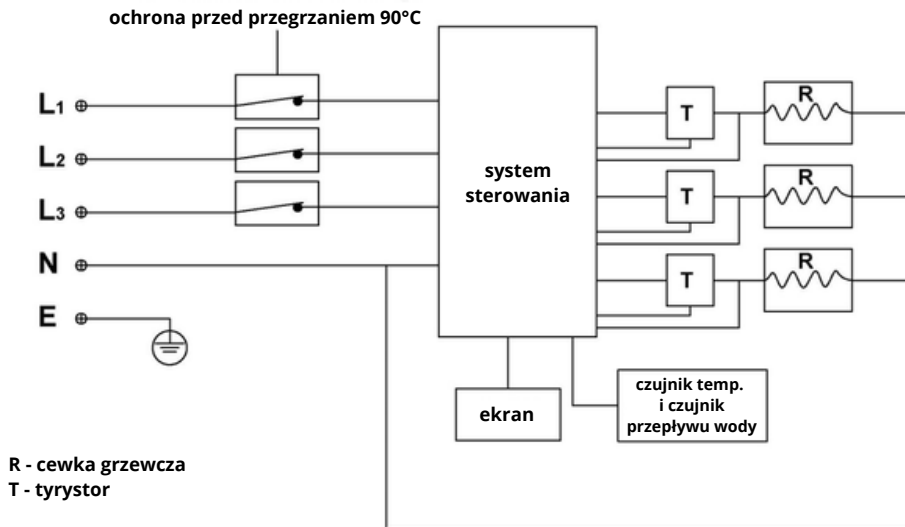 ochrona przed przegrzaniem 90°C
L1
L2
L3
N
E
system
sterowania
T
R
T
R
T
R
ekran
czujnik temp.
i czujnik
przepływu wody
R - cewka grzewcza
T - tyrystor